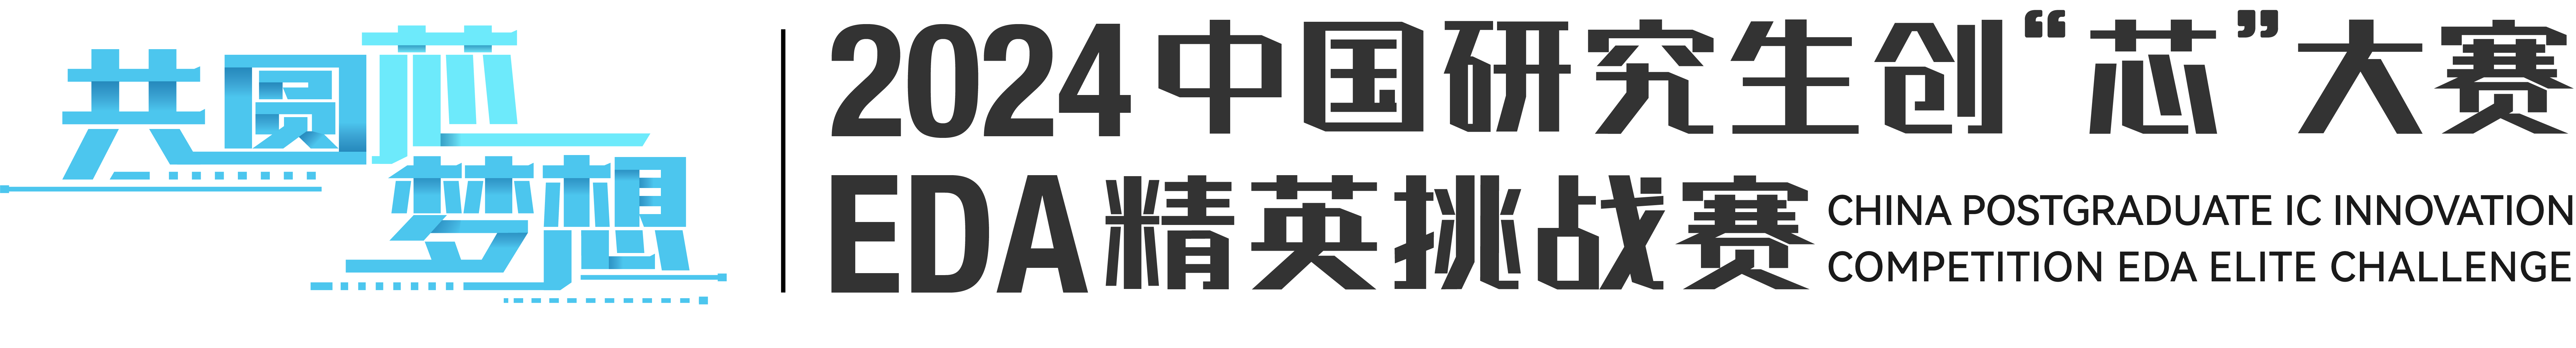 共圆芯
梦想
2024中国研究生创“芯”大赛
EDA精英挑战赛
CHINA POSTGRADUATE IC INNOVATION
COMPETITION EDA ELITE CHALLENGE